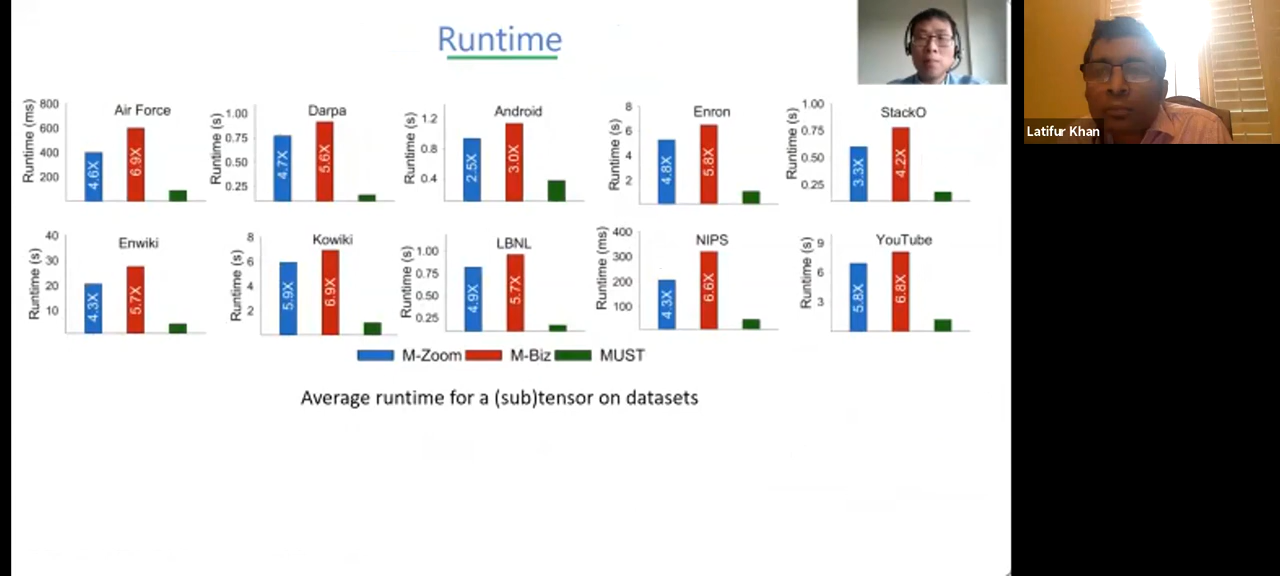 Runtime
Latifur Khan
Air Force
Runtime (ms)
800
600
400
200
4.6X
6.9X
Darpa
Runtime (s)
1.00
0.75
0.50
0.25
4.7X
5.6X
Android
Runtime (s)
1.2
0.8
0.4
2.5X
3.0X
Enron
Runtime (s)
8
6
4
2
4.8X
5.8X
StackO
Runtime (s)
1.00
0.75
0.50
0.25
3.3X
4.2X
Enwiki
Runtime (s)
40
30
20
10
4.3X
5.7X
Kowiki
Runtime (s)
8
6
4
2
5.9X
6.9X
LBNL
Runtime (s)
1.00
0.75
0.50
0.25
4.9X
5.7X
NIPS
Runtime (ms)
400
300
200
100
4.3X
6.6X
YouTube
Runtime (s)
9
6
3
5.8X
6.8X
M-Zoom M-Biz MUST
Average runtime for a (sub)tensor on datasets